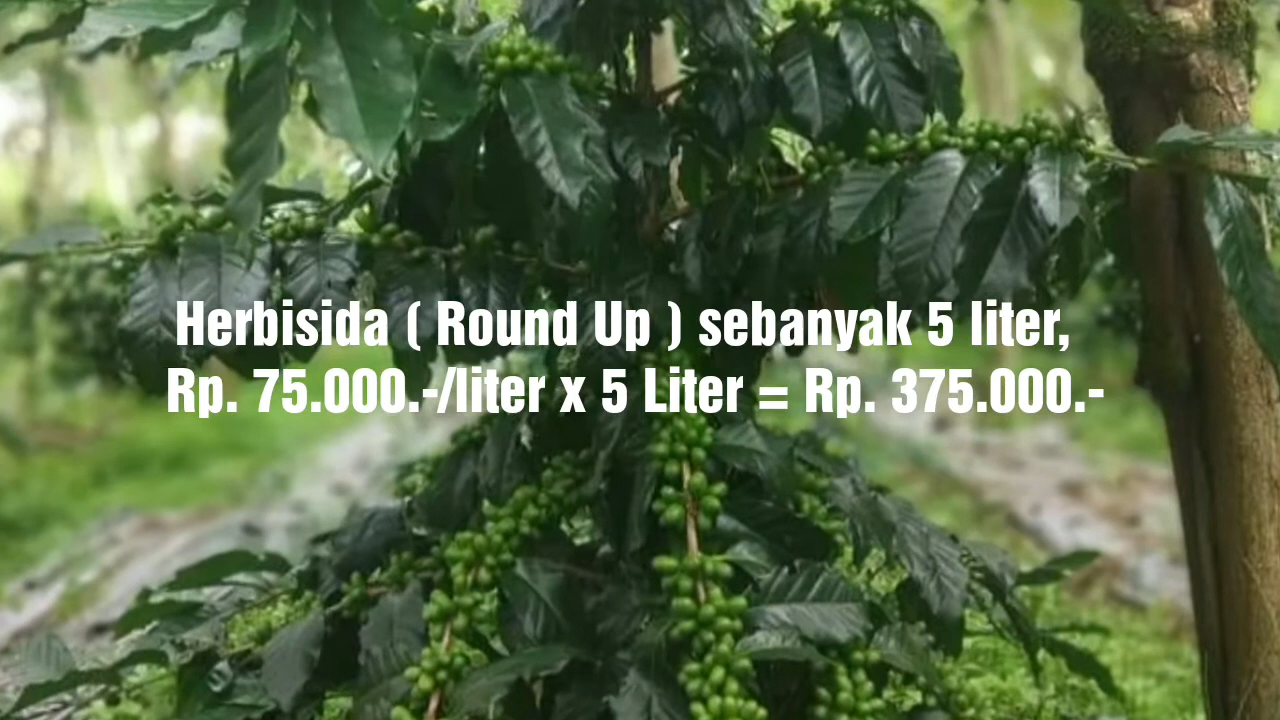 Herbisida ( Round Up ) sebanyak 5 liter,
Rp. 75.000.-/liter x 5 Liter = Rp. 375.000.-